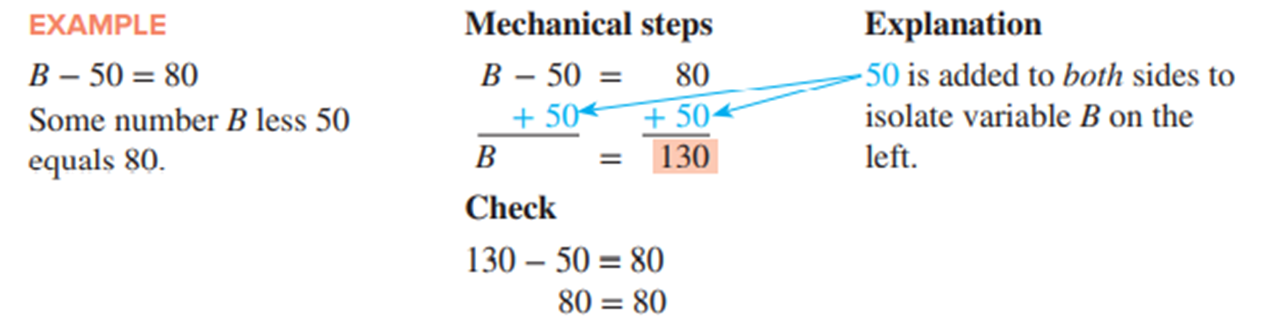 EXAMPLE
B – 50 = 80
Some number B less 50
equals 80.
Mechanical steps
B – 50 = 80
+ 50 + 50
B = 130
Check
130 – 50 = 80
80 = 80
Explanation
50 is added to both sides to
isolate variable B on the
left.